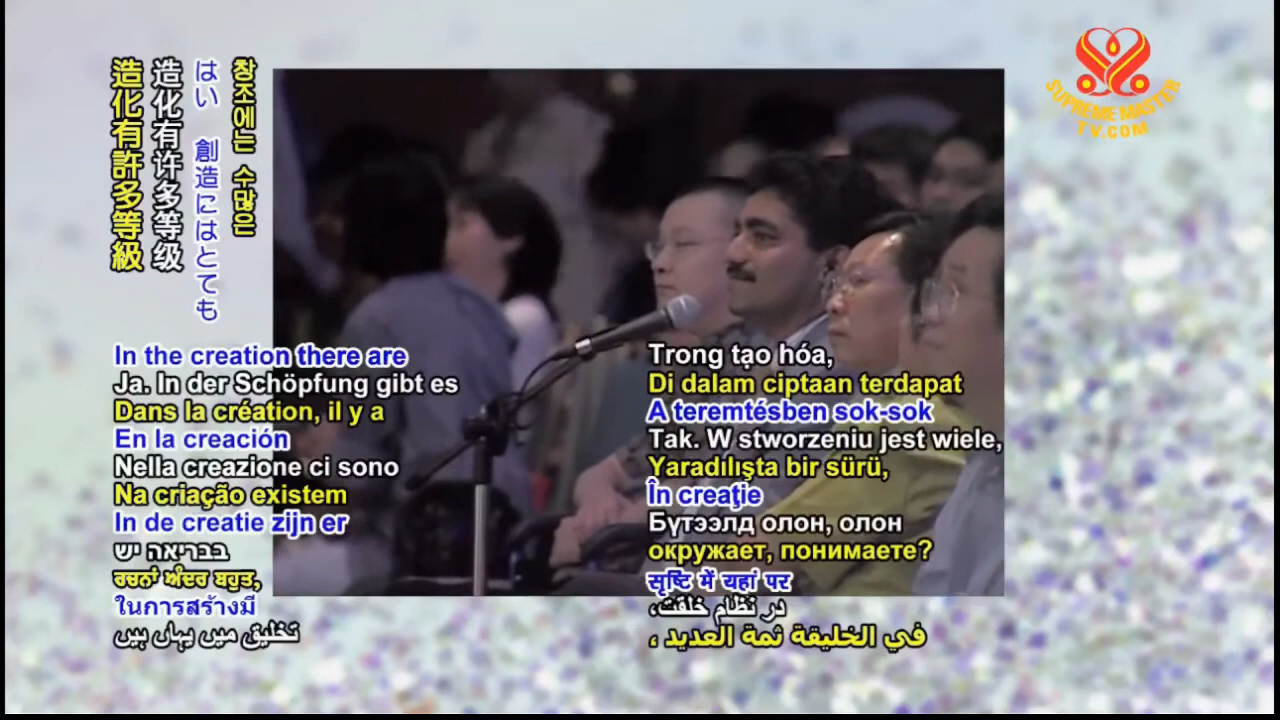 造化有許多等級
造化有许多等级
はい 創造にはとても
창조에는 수많은
SUPREME MASTER
TV.COM
In the creation there are
Ja. In der Schöpfung gibt es
Dans la création, il y a
En la creación
Nella creazione ci sono
Na criação existem
In de creatie zijn er
בבריאה יש
ਰਚਨਾਂ ਅੰਦਰ ਬਹੁਤ,
ในการสร้างมี
تخلیق میں یہاں ہیں
Trong tạo hóa,
Di dalam ciptaan terdapat
A teremtésben sok-sok
Tak. W stworzeniu jest wiele,
Yaradılışta bir sürü,
În creaţie
Бүтээлд олон, олон
окружает, понимаете?
सृष्टि में यहां पर
در نظام خلقت،
في الخليقة ثمة العديد ،